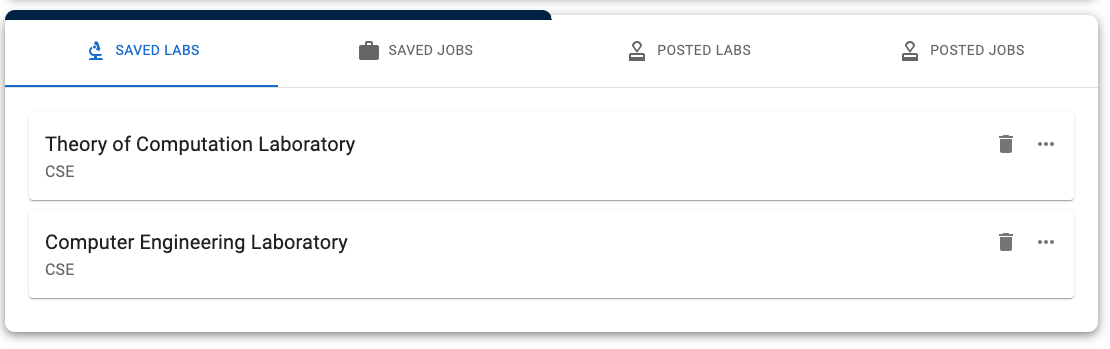 SAVED LABS
SAVED JOBS
POSTED LABS
POSTED JOBS
Theory of Computation Laboratory
CSE
Computer Engineering Laboratory
CSE